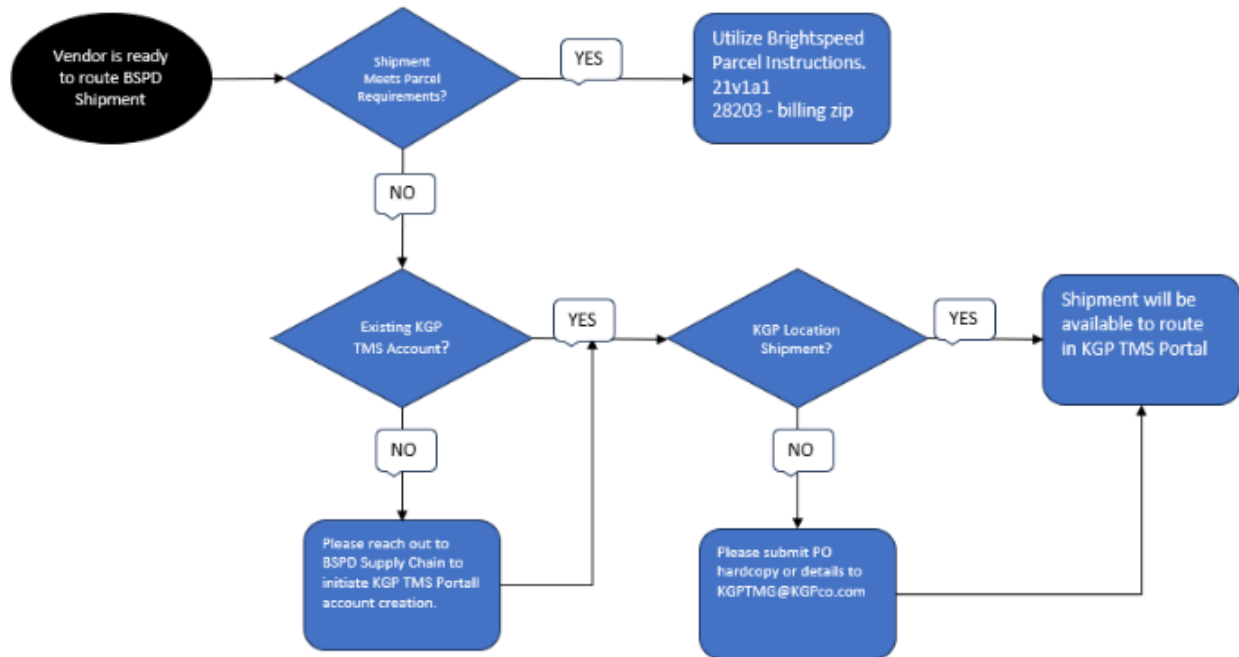 Vendor is ready
to route BSPD
Shipment
Shipment
Meets Parcel
Requirements?
YES
Utilize Brightspeed
Parcel Instructions.
21v1a1
28203 - billing zip
NO
Existing KGP
TMS Account?
YES
KGP Location
Shipment?
YES
Shipment will be
available to route
in KGP TMS Portal
NO
NO
Please reach out to
BSPD Supply Chain to
initiate KGP TMS Portall
account creation.
Please submit PO
hardcopy or details to
KGPTMG@KGPco.com